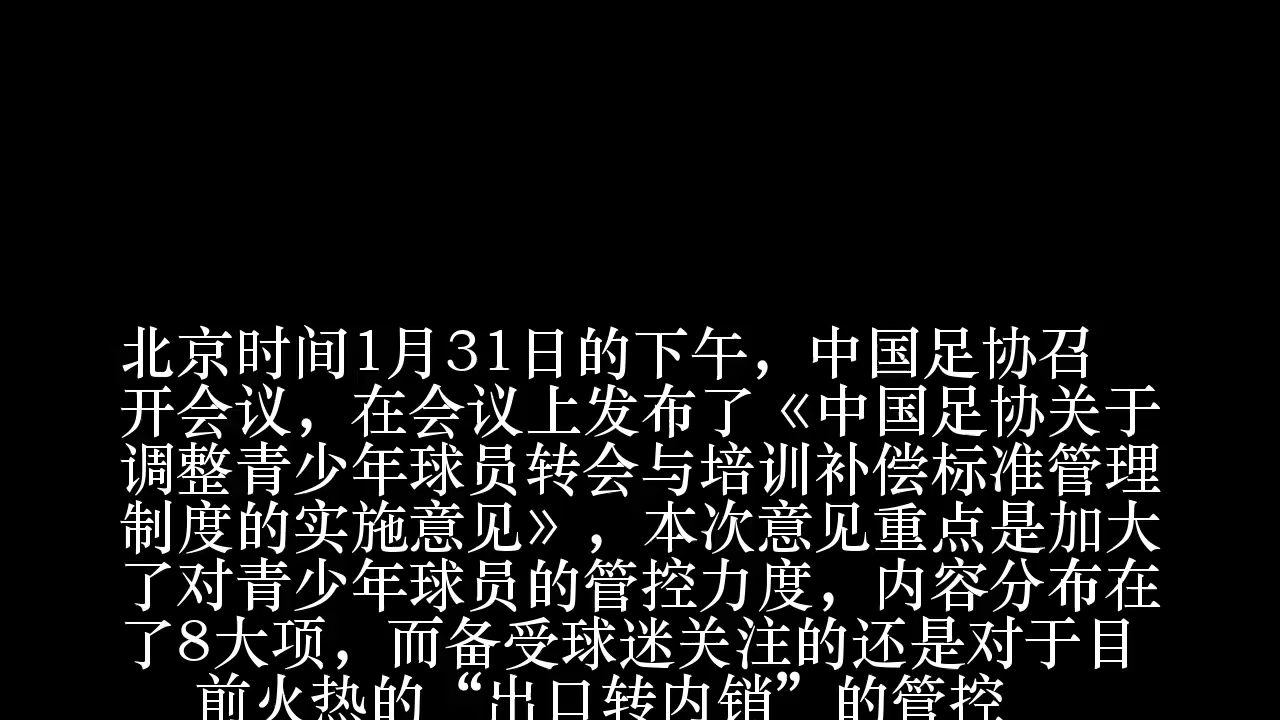 北京时间1月31日的下午，中国足协召
开会议，在会议上发布了《中国足协关于
调整青少年球员转会与培训补偿标准管理
制度的实施意见》，本次意见重点是加大
了对青少年球员的管控力度，内容分布在
了8大项，而备受球迷关注的还是对于目
前火热的“出口转内销”的管控